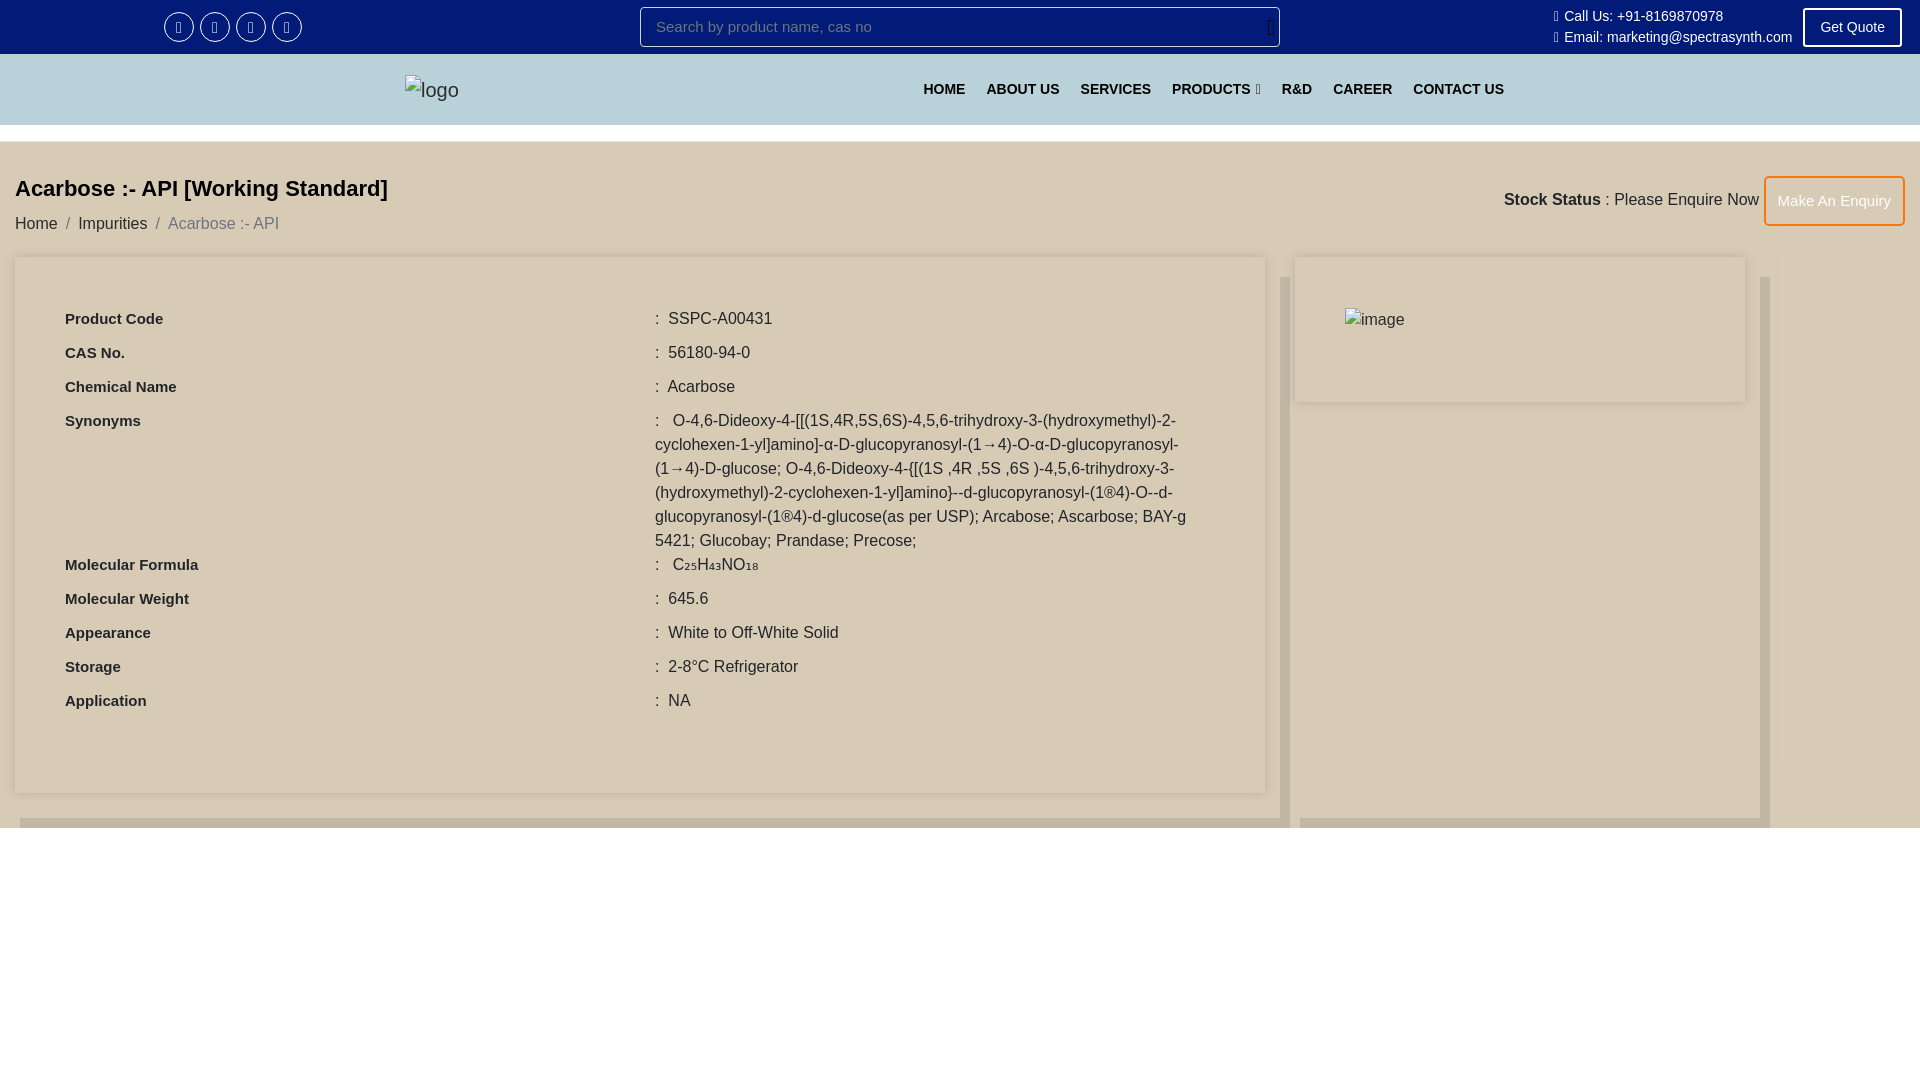 Search by product name, cas no
Call Us: +91-8169870978
Email: marketing@spectrasynth.com
Get Quote
logo
HOME ABOUT US SERVICES PRODUCTS R&D CAREER CONTACT US
Acarbose :- API [Working Standard]
Home / Impurities / Acarbose :- API
Stock Status : Please Enquire Now
Make An Enquiry
Product Code : SSPC-A00431
CAS No. : 56180-94-0
Chemical Name : Acarbose
Synonyms : O-4,6-Dideoxy-4-[[(1S,4R,5S,6S)-4,5,6-trihydroxy-3-(hydroxymethyl)-2-
cyclohexen-1-yl]amino]-α-D-glucopyranosyl-(1→4)-O-α-D-glucopyranosyl-
(1→4)-D-glucose; O-4,6-Dideoxy-4-{[(1S ,4R ,5S ,6S )-4,5,6-trihydroxy-3-
(hydroxymethyl)-2-cyclohexen-1-yl]amino}--d-glucopyranosyl-(1®4)-O--d-
glucopyranosyl-(1®4)-d-glucose(as per USP); Arcabose; Ascarbose; BAY-g
5421; Glucobay; Prandase; Precose;
Molecular Formula : C₂₅H₄₃NO₁₈
Molecular Weight : 645.6
Appearance : White to Off-White Solid
Storage : 2-8°C Refrigerator
Application : NA
image